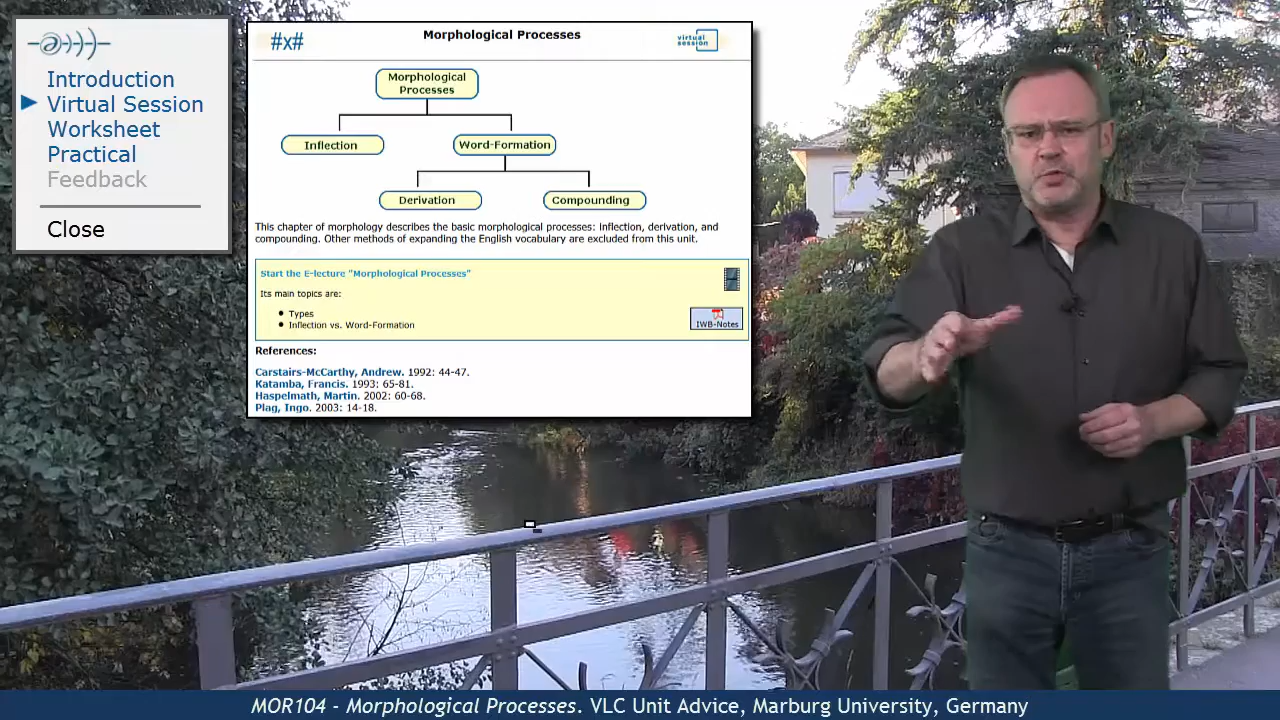 Introduction
Virtual Session
Worksheet
Practical
Feedback
Close
#x#
Morphological Processes
virtual
session
Morphological
Processes
Inflection
Word-Formation
Derivation
Compounding
This chapter of morphology describes the basic morphological processes: inflection, derivation, and
compounding. Other methods of expanding the English vocabulary are excluded from this unit.
Start the E-lecture "Morphological Processes"
Its main topics are:
• Types
• Inflection vs. Word-Formation
IWB-Notes
References:
Carstairs-McCarthy, Andrew. 1992: 44-47.
Katamba, Francis. 1993: 65-81.
Haspelmath, Martin. 2002: 60-68.
Plag, Ingo. 2003: 14-18.
MOR104 - Morphological Processes. VLC Unit Advice, Marburg University, Germany